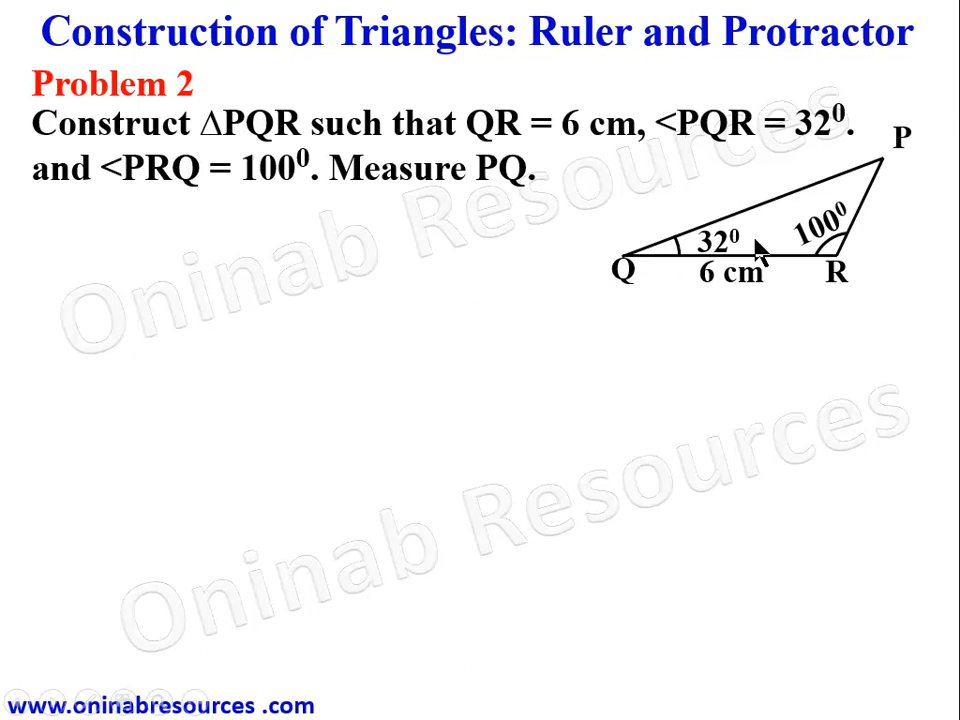 Construction of Triangles: Ruler and Protractor
Problem 2
Construct ∆PQR such that QR = 6 cm, <PQR = 32⁰.
and <PRQ = 100⁰. Measure PQ.
P
32⁰
100⁰
Q
6 cm
R
Oninab Resources
Oninab Resources
www.oninabresources .com